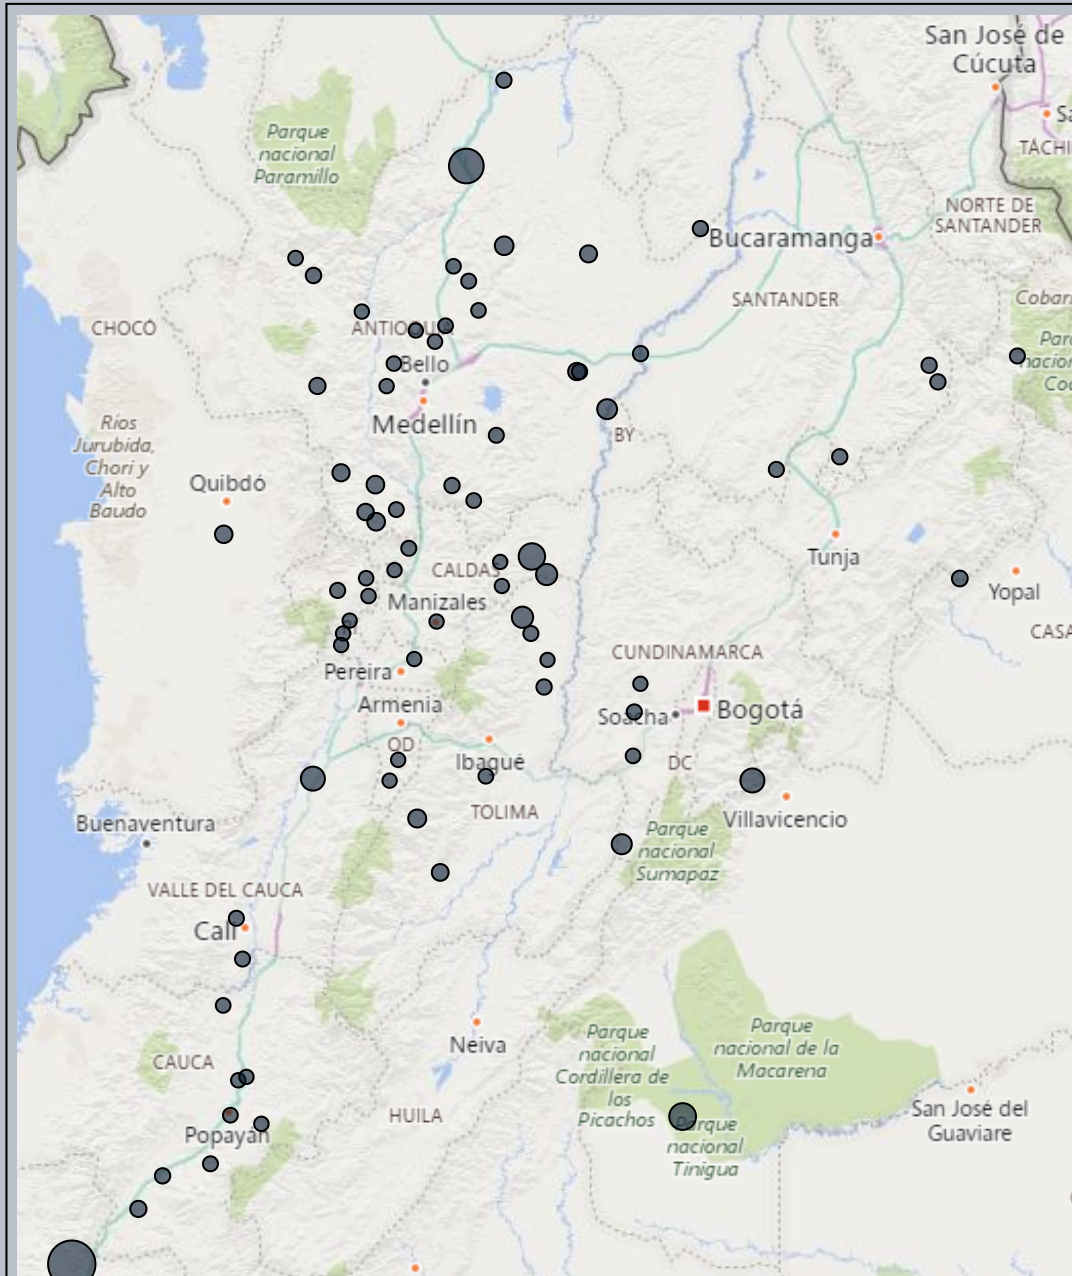 San José de
Cúcuta
Parque
nacional
Paramillo
TÁCHI
NORTE DE
SANTANDER
Bucaramanga
SANTANDER
CHOCÓ
Bello
Medellín
BY
Ríos
Jurubida,
Chori y
Alto
Baudo
Quibdó
Tunja
CALDAS
Yopal
Manizales
CASA
CUNDINAMARCA
Pereira
Armenia
Soacha
Bogotá
QD
Ibagué
DC
TOLIMA
Buenaventura
Villavicencio
Parque
nacional
Sumapaz
VALLE DEL CAUCA
Cali
Neiva
Parque
nacional
Cordillera de
los
Picachos
Parque
nacional de la
Macarena
CAUCA
HUILA
San José del
Guaviare
Popayán
Parque
nacional
Tinigua